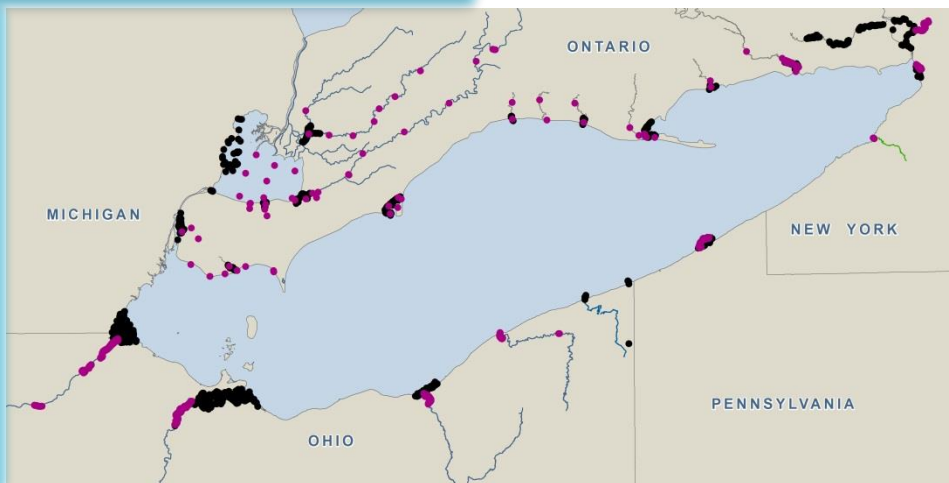 ONTARIO
MICHIGAN
NEW YORK
PENNSYLVANIA
OHIO